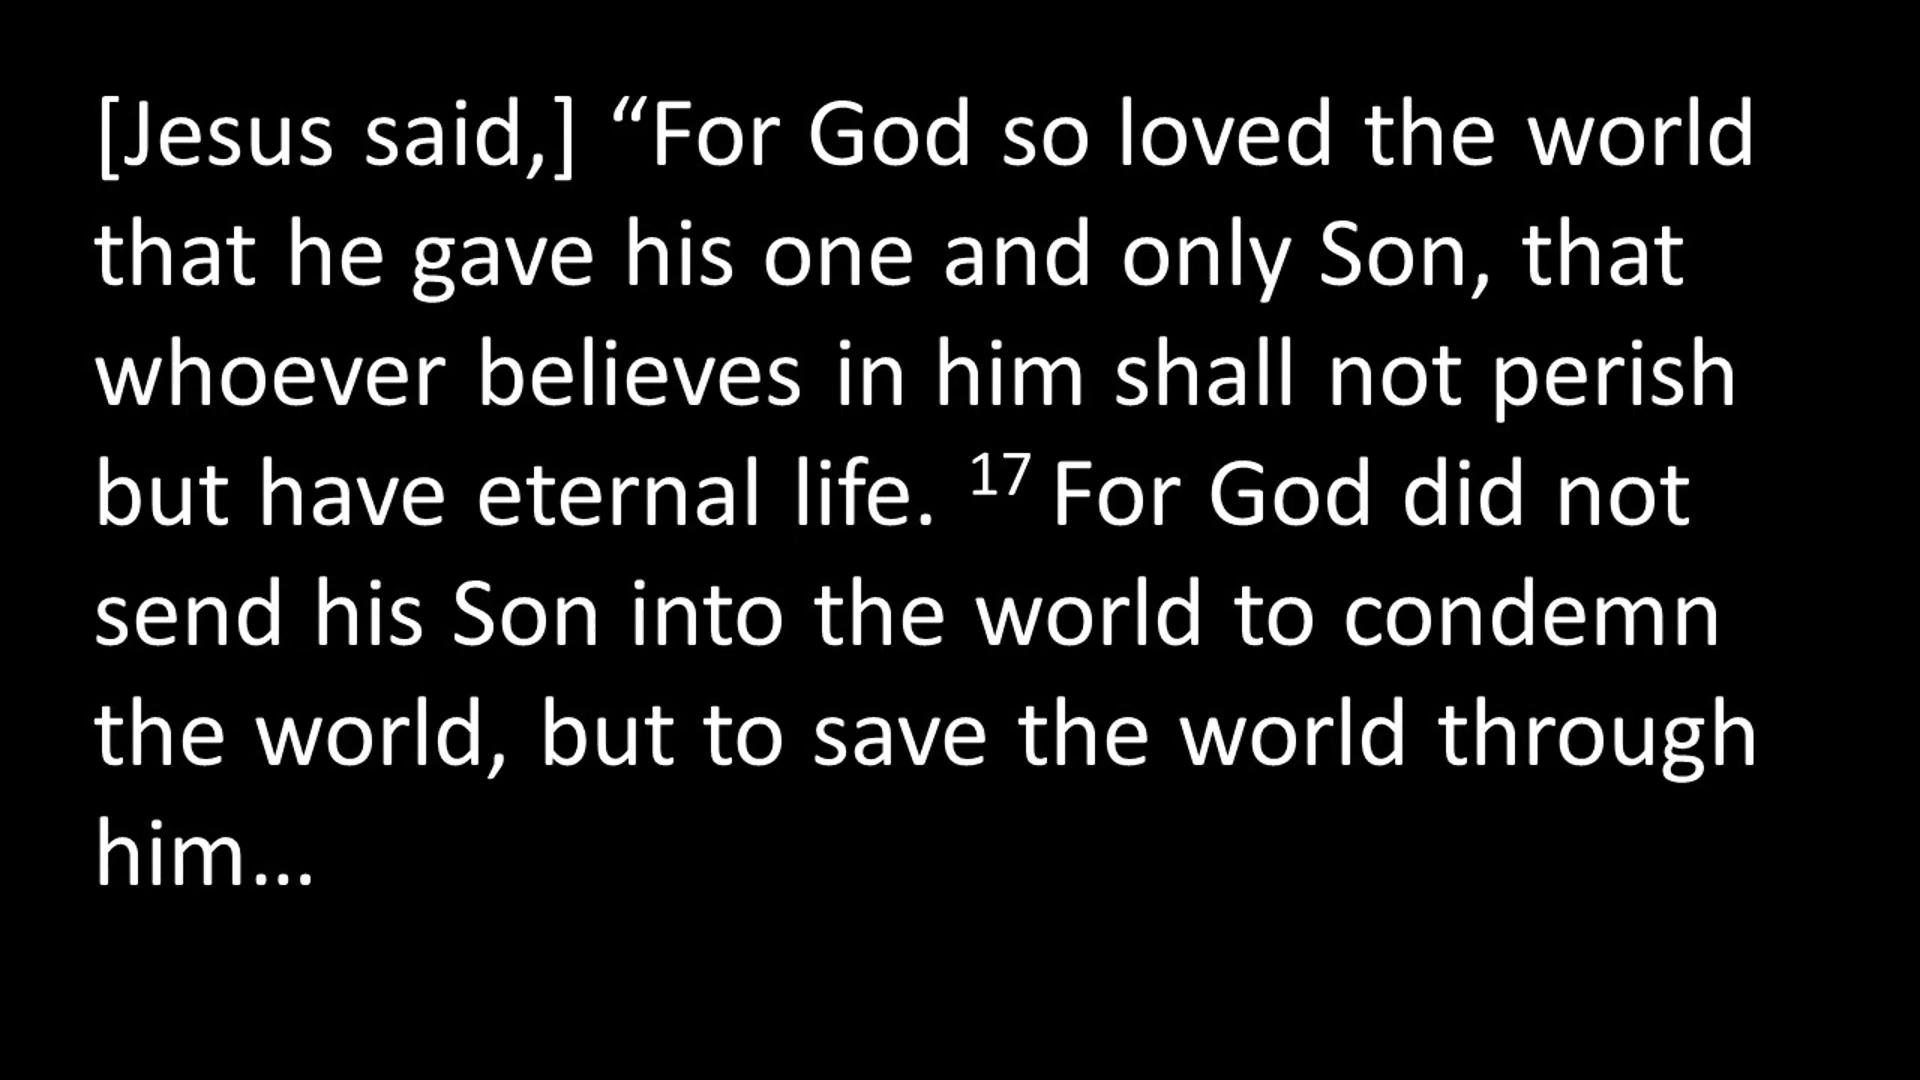 [Jesus said,] “For God so loved the world
that he gave his one and only Son, that
whoever believes in him shall not perish
but have eternal life. 17 For God did not
send his Son into the world to condemn
the world, but to save the world through
him…